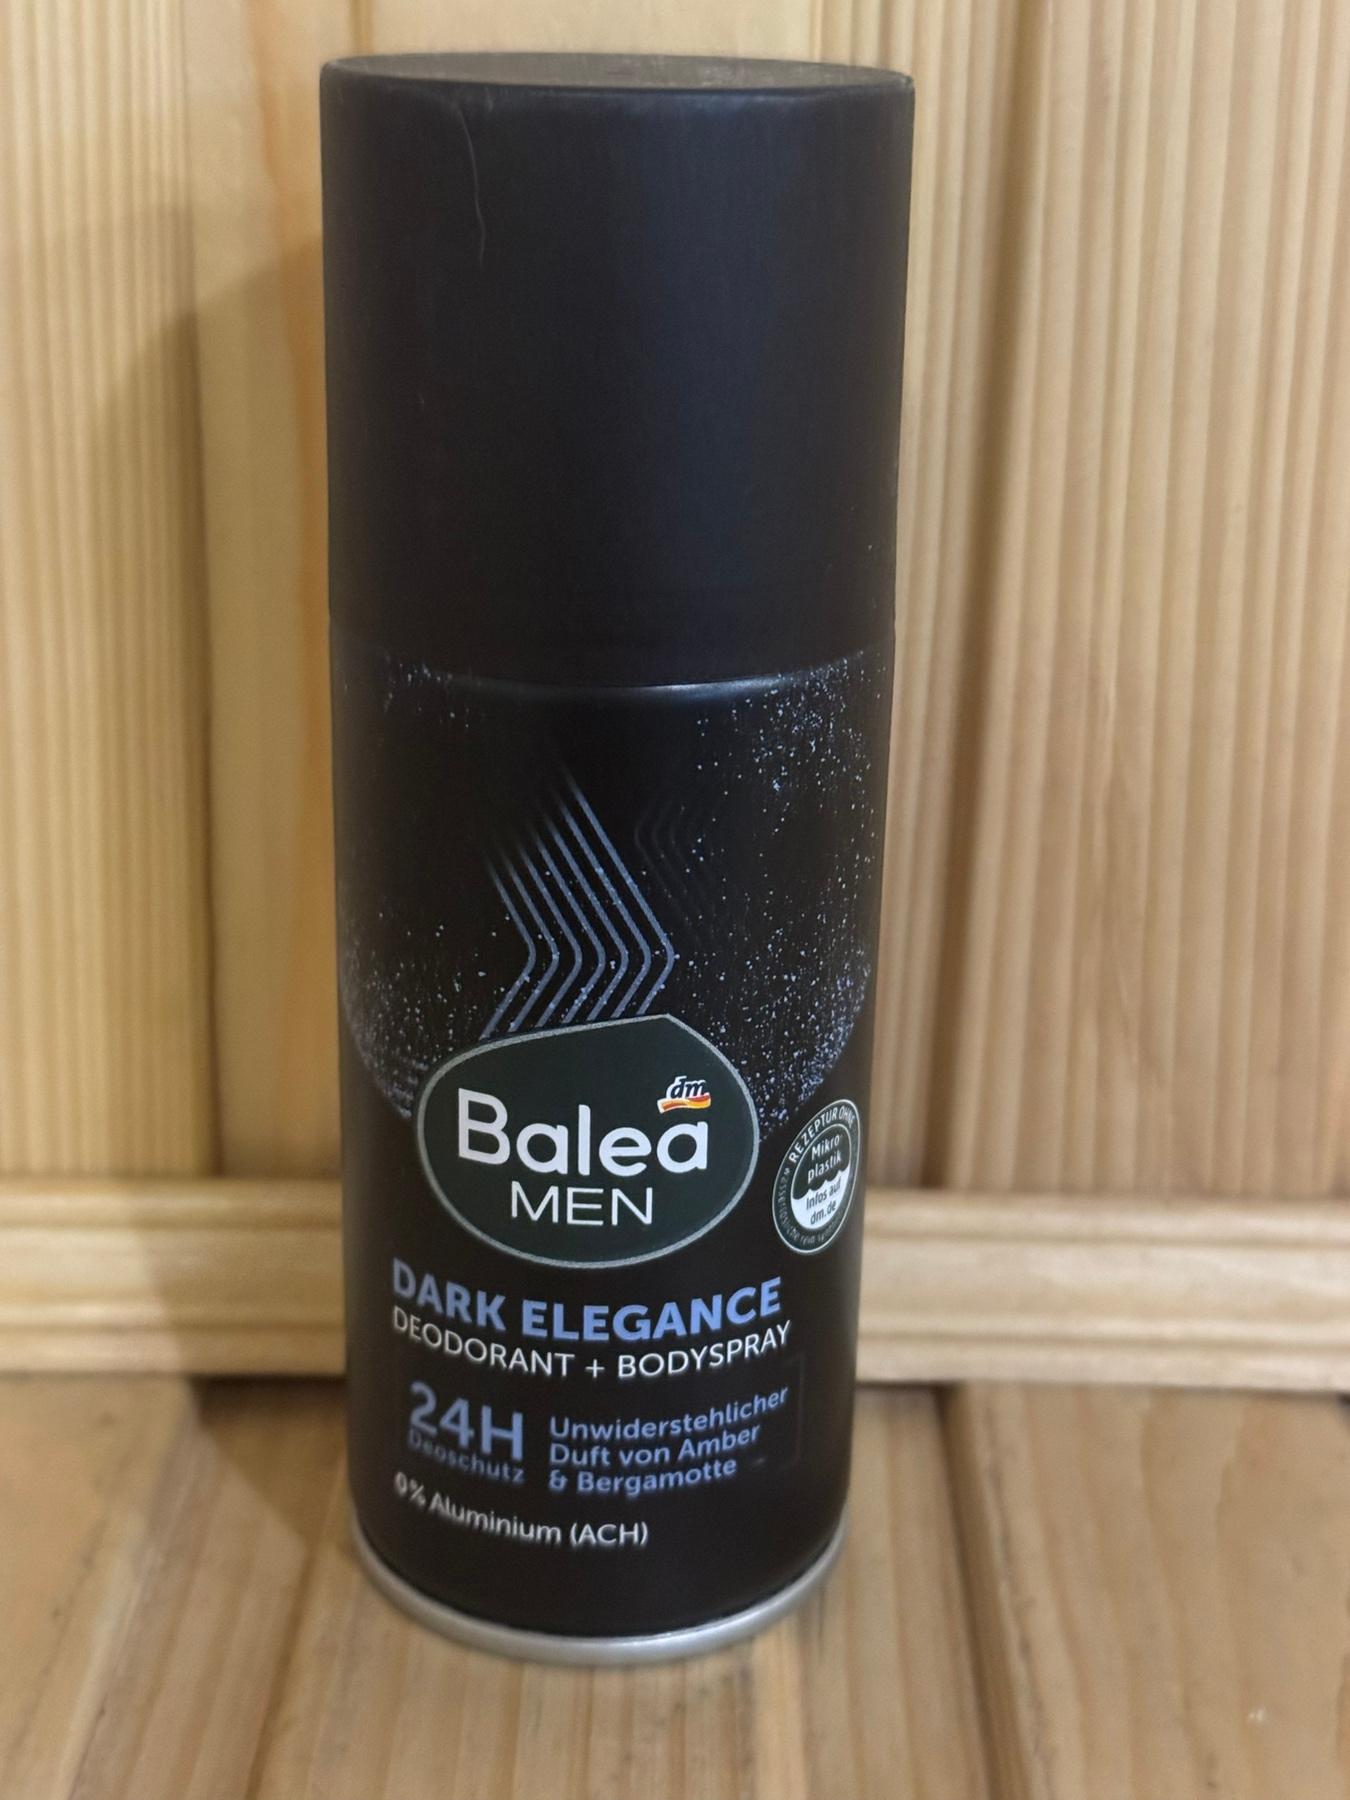 dm
Balea
MEN
REZEPTUR OHNE
Mikro-
plastik
Infos auf
dm.de
DARK ELEGANCE
DEODORANT + BODYSPRAY
24H
Deoschutz
Unwiderstehlicher
Duft von Amber
& Bergamotte
0% Aluminium (ACH)